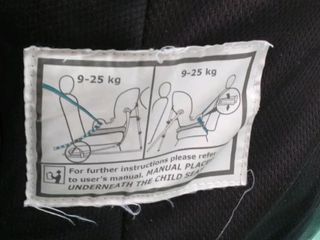 9-25 kg
9-25 kg
For further instructions please refer
to user's manual. MANUAL PLACE
UNDERNEATH THE CHILD SEA